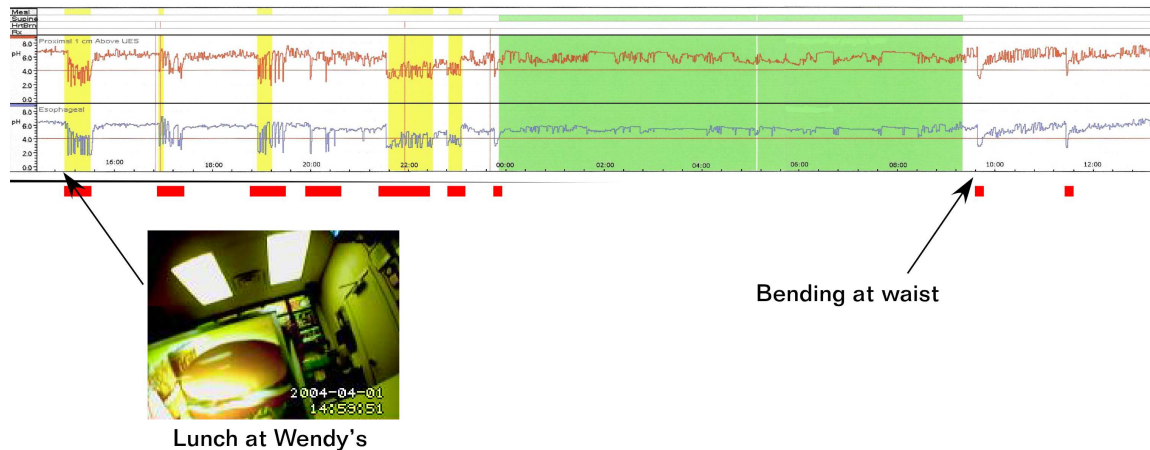 Meal
Supine
HrtBrn
Rx
Proximal 1 cm Above UES
8.0
pH 6.0
4.0
2.0
0.0
Esophageal
8.0
pH 6.0
4.0
2.0
0.0
16:00 18:00 20:00 22:00 00:00 02:00 04:00 06:00 08:00 10:00 12:00
Bending at waist
2004-04-01
14:53:51
Lunch at Wendy's